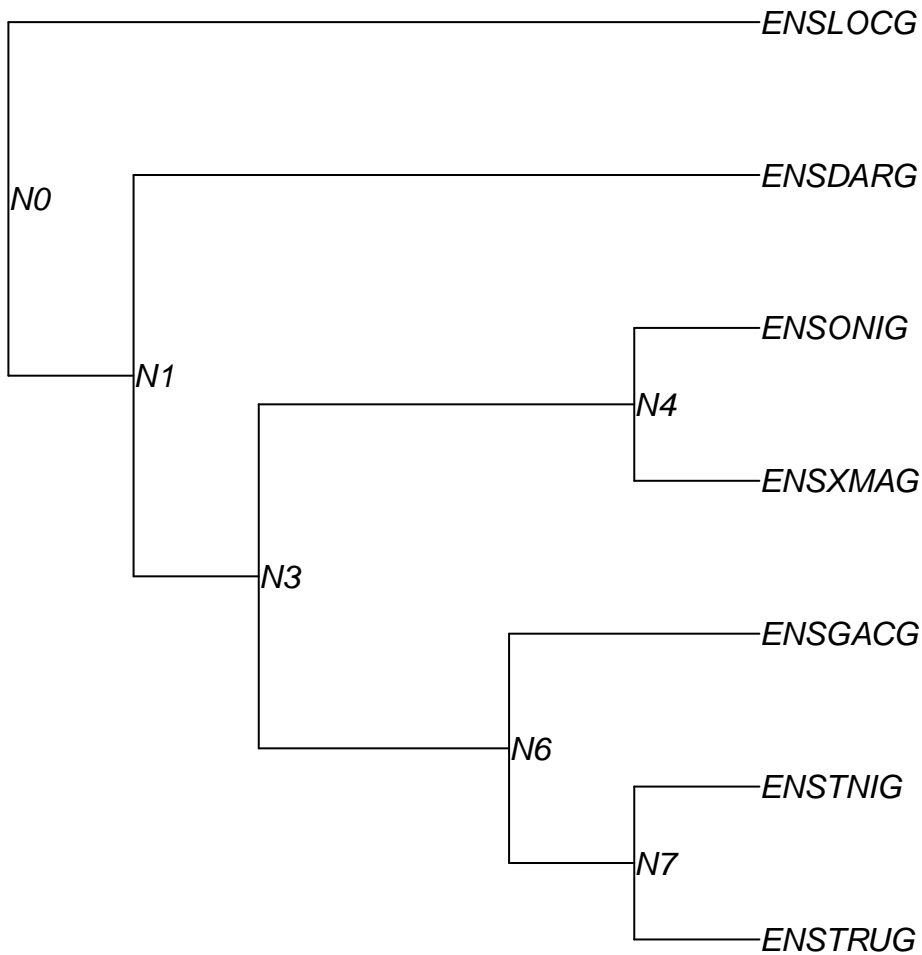 ENSLOCG
ENSDARG
N0
ENSONIG
N1
N4
ENSXMAG
N3
ENSGACG
N6
ENSTNIG
N7
ENSTRUG